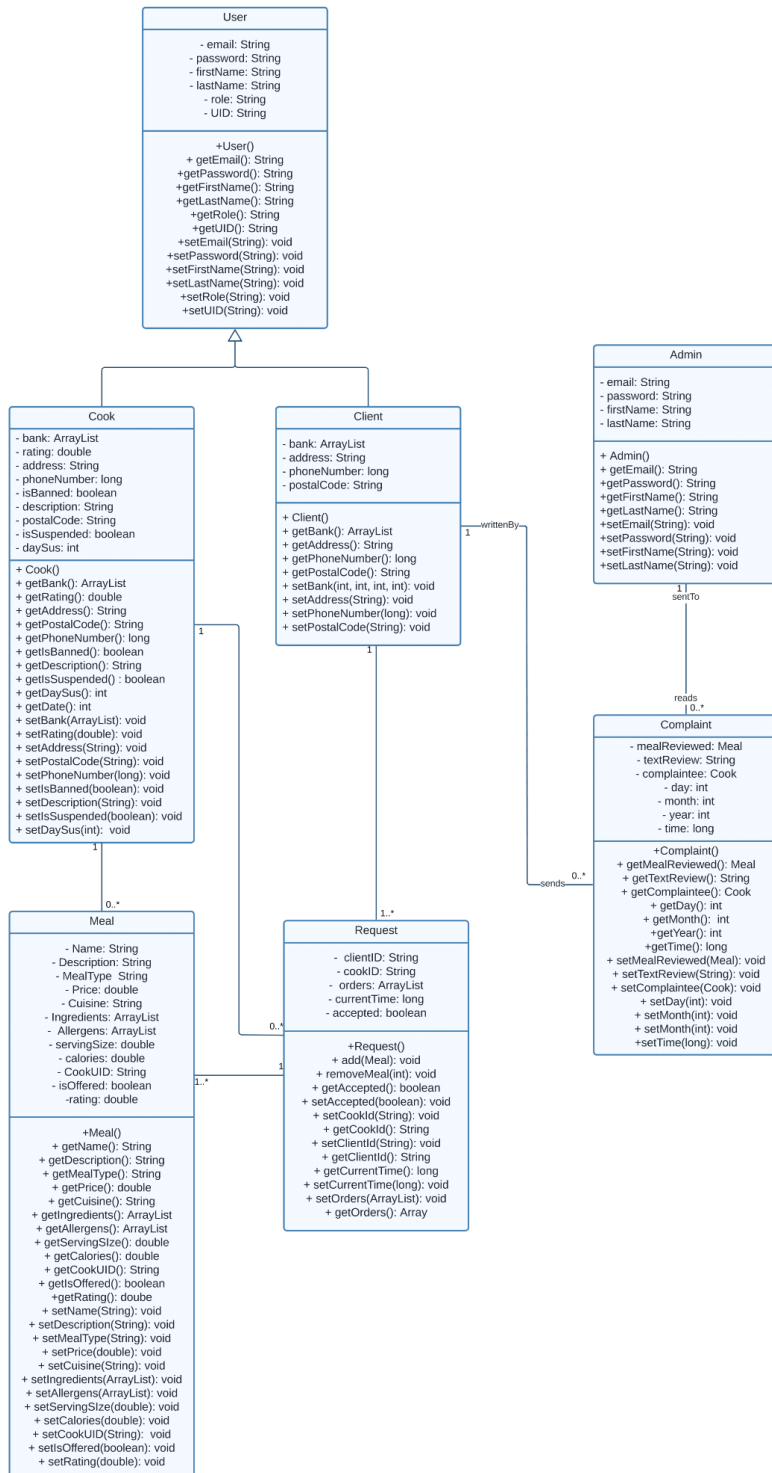 User
- email: String
- password: String
- firstName: String
- lastName: String
- role: String
- UID: String
+User()
+ getEmail(): String
+getPassword(): String
+getFirstName(): String
+getLastName(): String
+getRole(): String
+getUID(): String
+setEmail(String): void
+setPassword(String): void
+setFirstName(String): void
+setLastName(String): void
+setRole(String): void
+setUID(String): void
Cook
- bank: ArrayList
- rating: double
- address: String
- phoneNumber: long
- isBanned: boolean
- description: String
- postalCode: String
- isSuspended: boolean
- daySus: int
+ Cook()
+ getBank(): ArrayList
+ getRating(): double
+ getAddress(): String
+ getPostalCode(): String
+ getPhoneNumber(): long
+ getIsBanned(): boolean
+ getDescription(): String
+ getIsSuspended() : boolean
+ getDaySus(): int
+ getDate(): int
+ setBank(ArrayList): void
+ setRating(double): void
+ setAddress(String): void
+ setPostalCode(String): void
+ setPhoneNumber(long): void
+ setIsBanned(boolean): void
+ setDescription(String): void
+ setIsSuspended(boolean): void
+ setDaySus(int):  void
1
1
0..*
Client
- bank: ArrayList
- address: String
- phoneNumber: long
- postalCode: String
+ Client()
+ getBank(): ArrayList
+ getAddress(): String
+ getPhoneNumber(): long
+ getPostalCode(): String
+ setBank(int, int, int, int): void
+ setAddress(String): void
+ setPhoneNumber(long): void
+ setPostalCode(String): void
writtenBy
1
1
1..*
Admin
- email: String
- password: String
- firstName: String
- lastName: String
+ Admin()
+ getEmail(): String
+getPassword(): String
+getFirstName(): String
+getLastName(): String
+setEmail(String): void
+setPassword(String): void
+setFirstName(String): void
+setLastName(String): void
1
sentTo
reads
0..*
Complaint
- mealReviewed: Meal
- textReview: String
- complaintee: Cook
- day: int
- month: int
- year: int
- time: long
+Complaint()
+ getMealReviewed(): Meal
+ getTextReview(): String
+ getComplaintee(): Cook
+ getDay(): int
+ getMonth():  int
+getYear(): int
+getTime(): long
+ setMealReviewed(Meal): void
+ setTextReview(String): void
+ setComplaintee(Cook): void
+ setDay(int): void
+ setMonth(int): void
+ setMonth(int): void
+setTime(long): void
sends
0..*
Meal
- Name: String
- Description: String
- MealType  String
- Price: double
- Cuisine: String
- Ingredients: ArrayList
-  Allergens: ArrayList
- servingSize: double
- calories: double
- CookUID: String
- isOffered: boolean
-rating: double
+Meal()
+ getName(): String
+ getDescription(): String
+ getMealType(): String
+ getPrice(): double
+ getCuisine(): String
+ getIngredients(): ArrayList
+ getAllergens(): ArrayList
+ getServingSIze(): double
+ getCalories(): double
+ getCookUID(): String
+ getIsOffered(): boolean
+getRating(): doube
+ setName(String): void
+ setDescription(String): void
+ setMealType(String): void
+ setPrice(double): void
+ setCuisine(String): void
+ setIngredients(ArrayList): void
+ setAllergens(ArrayList): void
+ setServingSIze(double): void
+ setCalories(double): void
+ setCookUID(String):  void
+ setIsOffered(boolean): void
+ setRating(double): void
0..*
1
1..*
Request
-  clientID: String
- cookID: String
-  orders: ArrayList
- currentTime: long
- accepted: boolean
+Request()
+ add(Meal): void
+ removeMeal(int): void
+ getAccepted(): boolean
+ setAccepted(boolean): void
+ setCookId(String): void
+ getCookId(): String
+ setClientId(String): void
+ getClientId(): String
+ getCurrentTime(): long
+ setCurrentTime(long): void
+ setOrders(ArrayList): void
+ getOrders(): Array